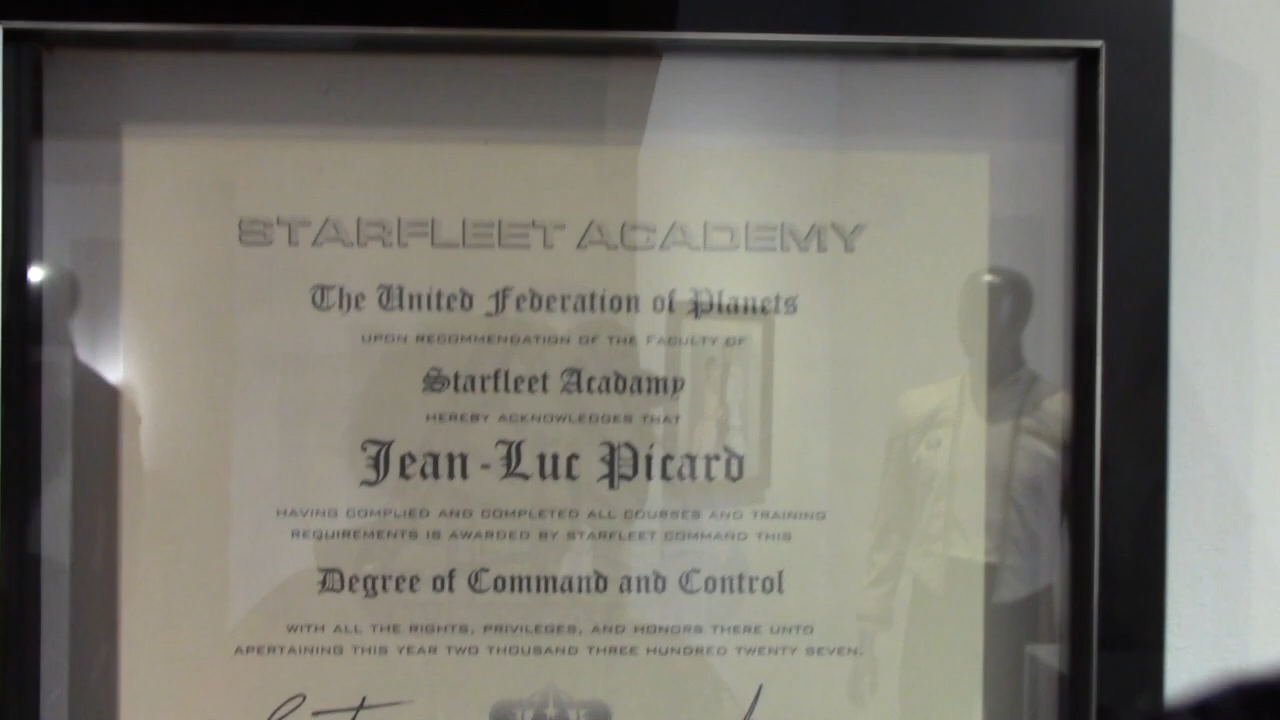 STARFLEET ACADEMY
The United Federation of Planets
UPON RECOMMENDATION OF THE FACULTY OF
Starfleet Acadamy
HEREBY ACKNOWLEDGES THAT
Jean-Luc Picard
HAVING COMPLIED AND COMPLETED ALL COURSES AND TRAINING
REQUIREMENTS IS AWARDED BY STARFLEET COMMAND THIS
Degree of Command and Control
WITH ALL THE RIGHTS, PRIVILEGES, AND HONORS THERE UNTO
APERTAINING THIS YEAR TWO THOUSAND THREE HUNDRED TWENTY SEVEN.